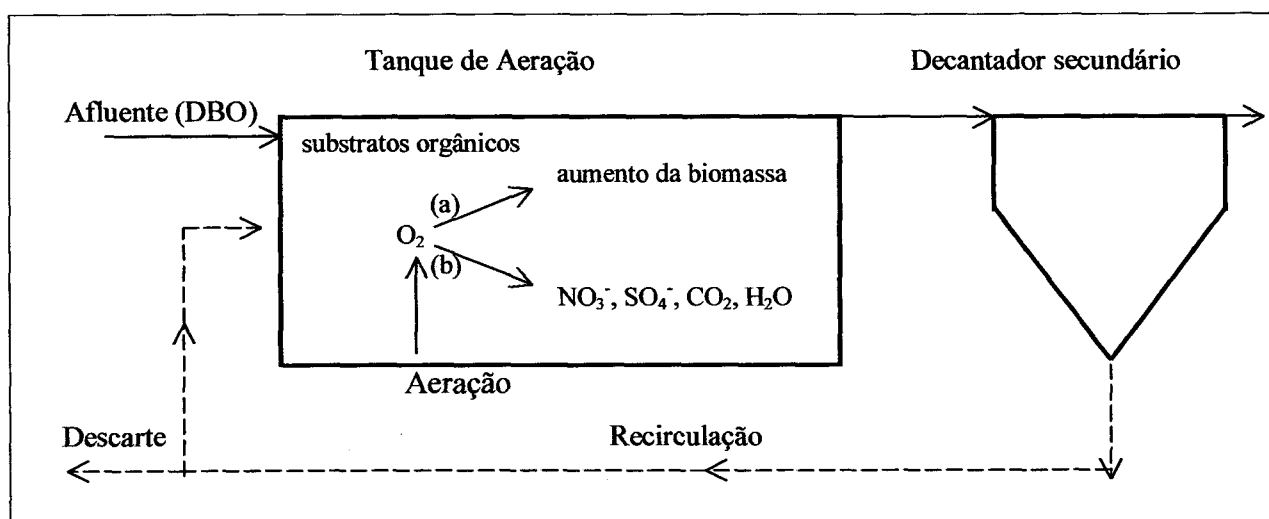 Tanque de Aeração
Decantador secundário
Afluente (DBO)
substratos orgânicos
aumento da biomassa
(a)
O₂
(b)
NO₃⁻, SO₄⁻, CO₂, H₂O
Aeração
Descarte
Recirculação